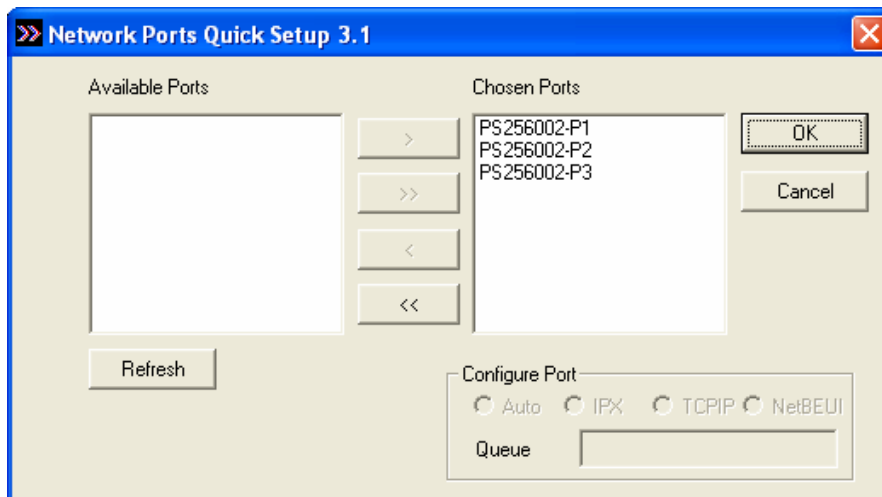 Network Ports Quick Setup 3.1
Available Ports
Chosen Ports
PS256002-P1
PS256002-P2
PS256002-P3
>
>>
<
<<
OK
Cancel
Refresh
Configure Port
Auto IPX TCPIP NetBEUI
Queue